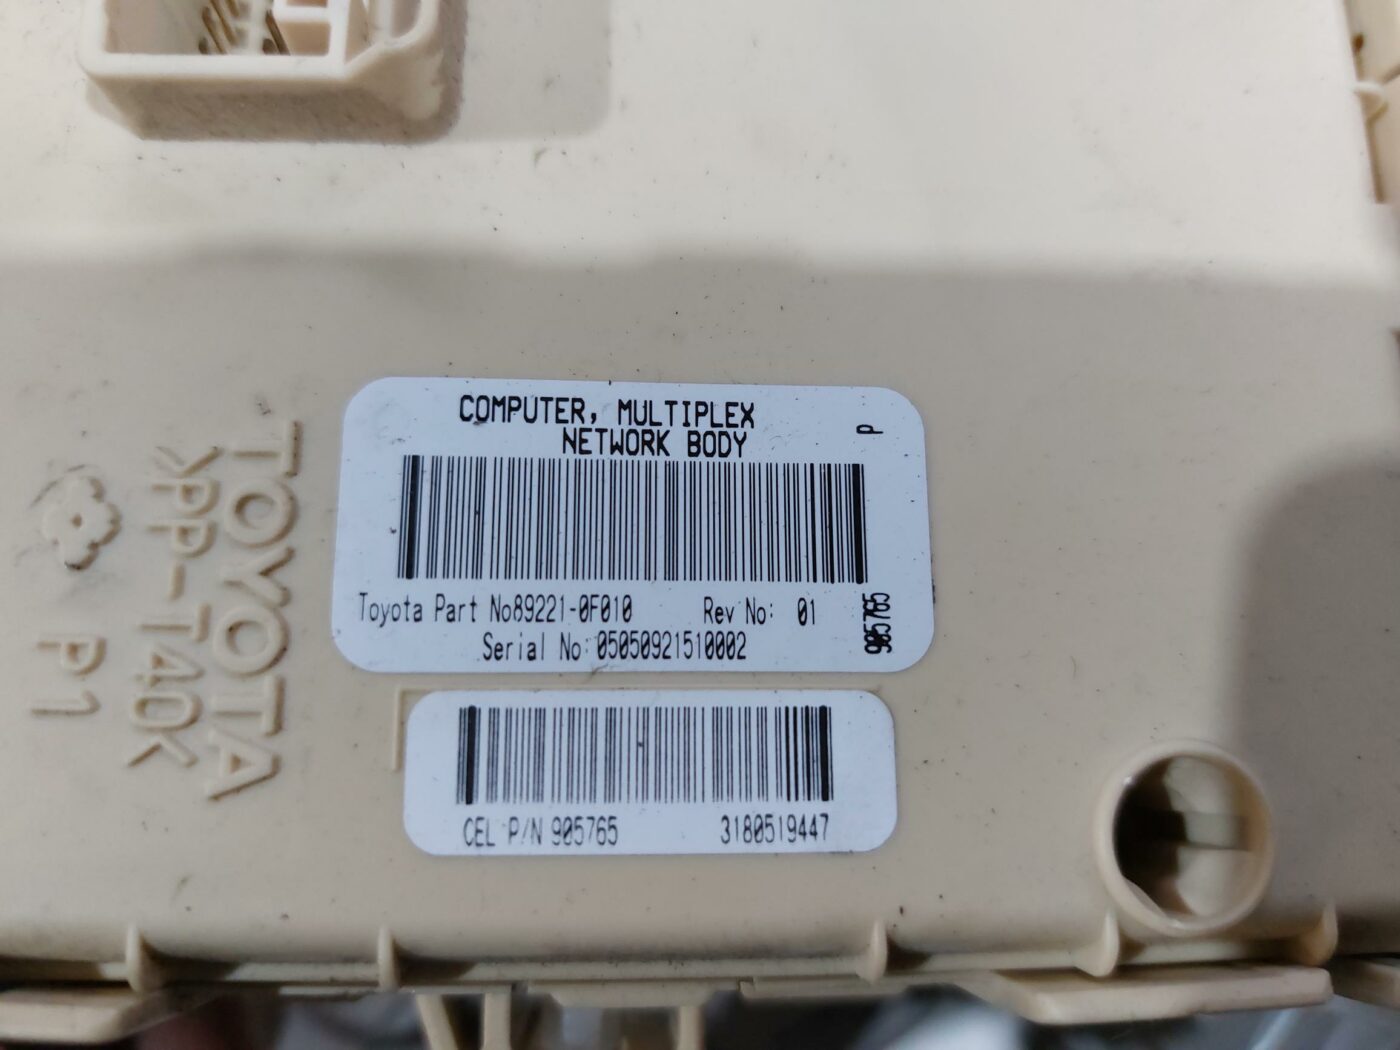 COMPUTER, MULTIPLEX
NETWORK BODY
P
Toyota Part No89221-0F010 Rev No: 01
Serial No:05050921510002
905765
CEL P/N 905765 3180519447
TOYOTA
>PP-T40<
P1